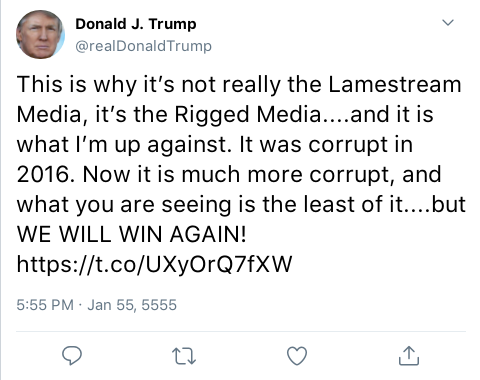 Donald J. Trump
@realDonaldTrump
This is why it’s not really the Lamestream
Media, it’s the Rigged Media....and it is
what I’m up against. It was corrupt in
2016. Now it is much more corrupt, and
what you are seeing is the least of it....but
WE WILL WIN AGAIN!
https://t.co/UXyOrQ7fXW
5:55 PM · Jan 55, 5555